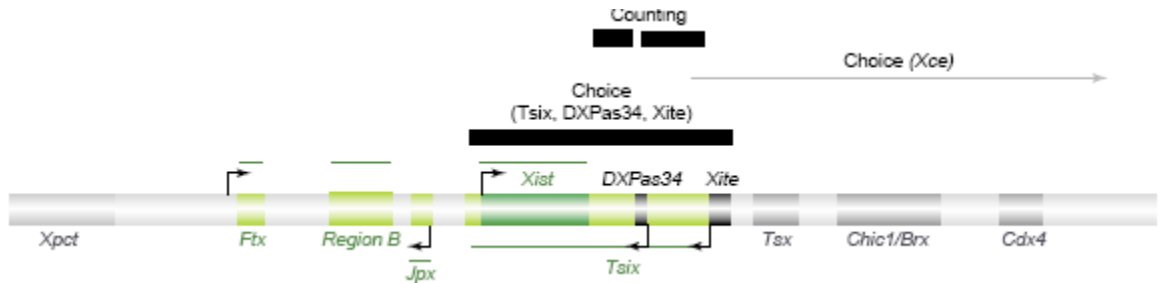 Counting
Choice (Xce)
Choice
(Tsix, DXPas34, Xite)
Xist DXPas34 Xite
Xpct Ftx Region B Jpx Tsix Tsx Chic1/Brx Cdx4